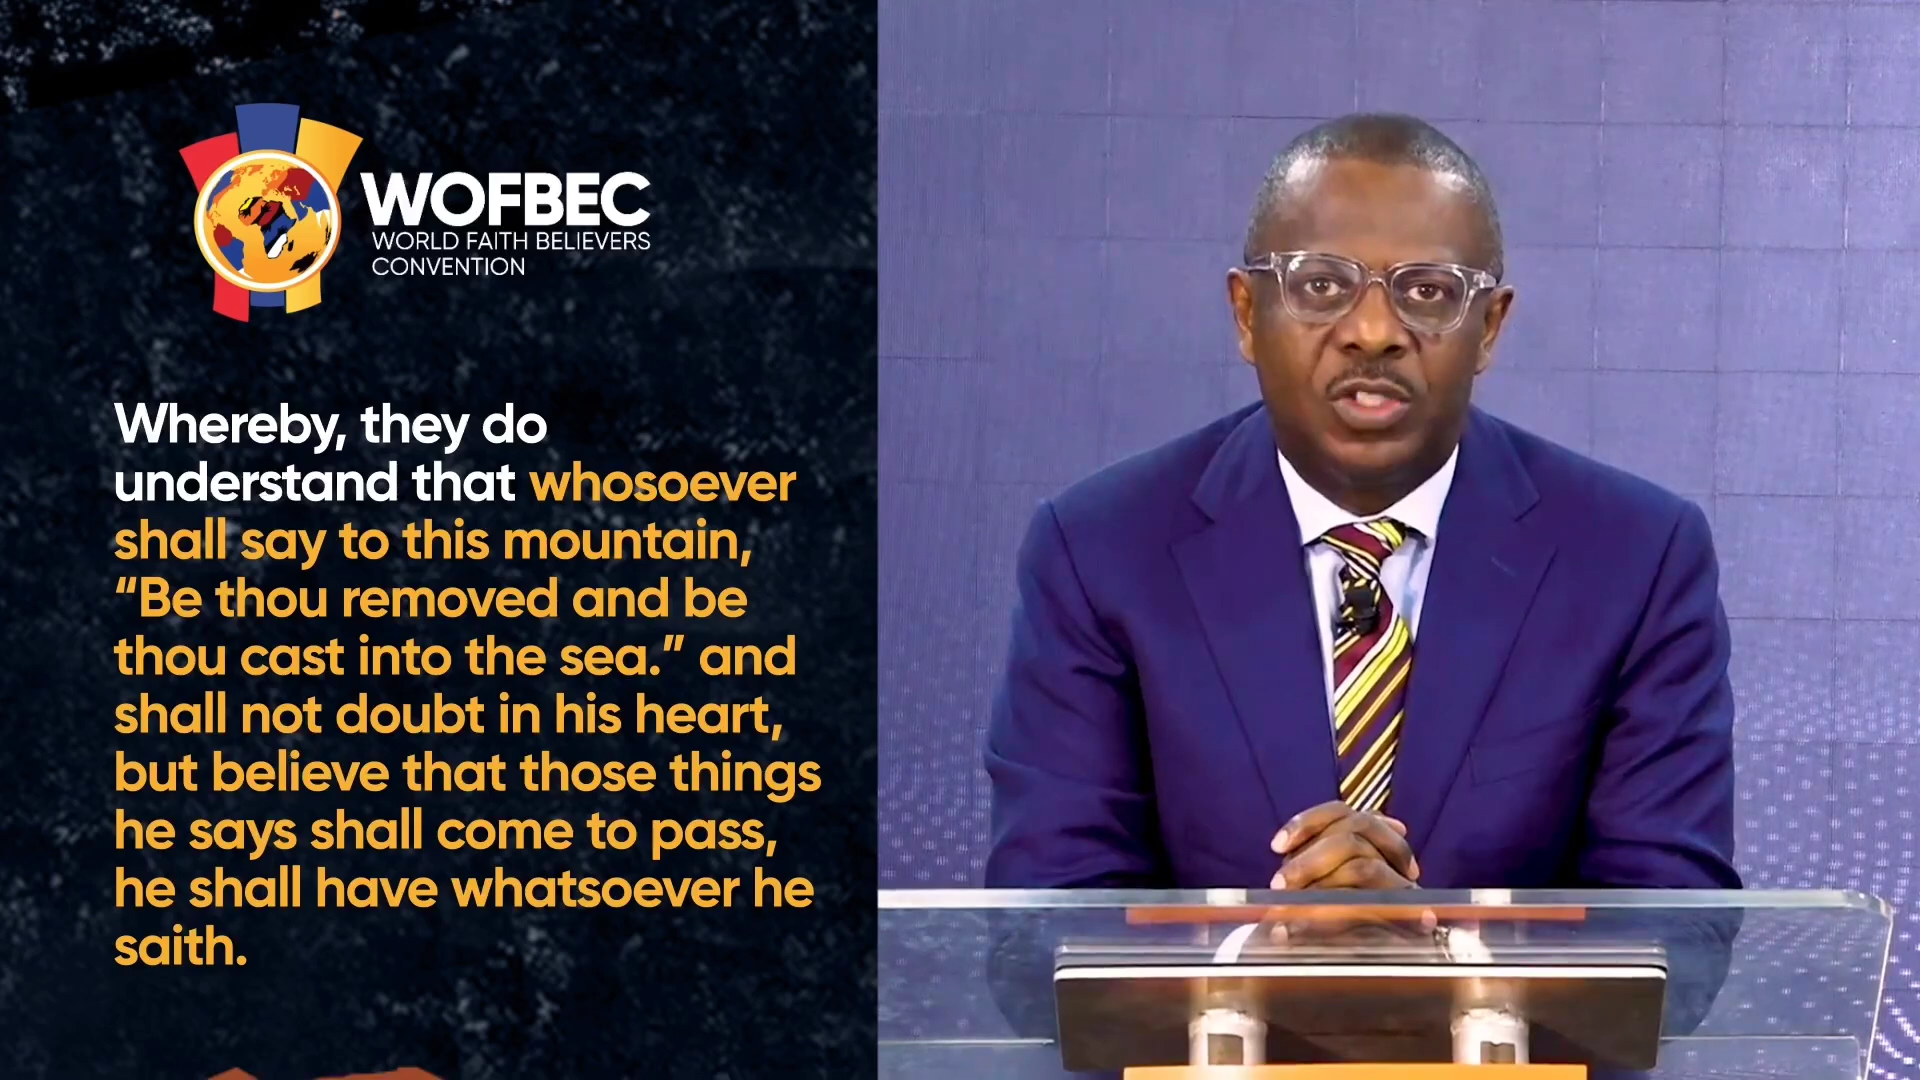 WOFBEC
WORLD FAITH BELIEVERS
CONVENTION
Whereby, they do
understand that whosoever
shall say to this mountain,
“Be thou removed and be
thou cast into the sea.” and
shall not doubt in his heart,
but believe that those things
he says shall come to pass,
he shall have whatsoever he
saith.